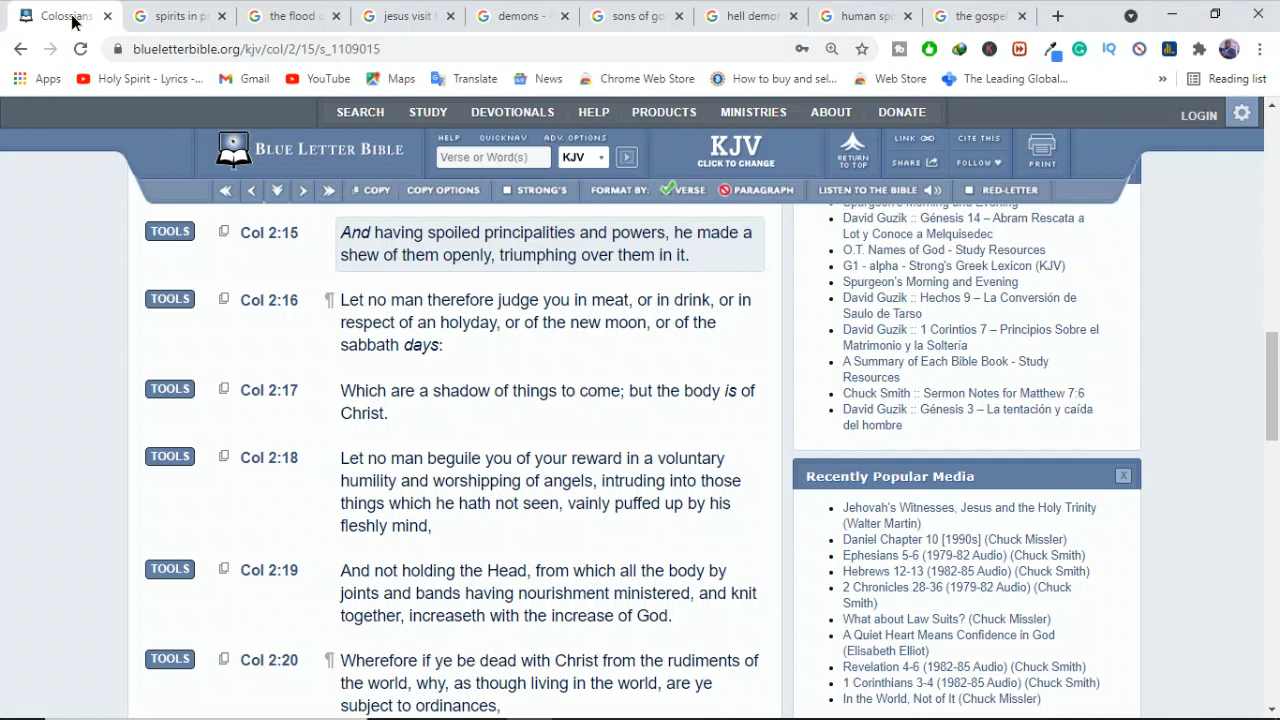 Colossians
spirits in p
the flood o
jesus visit t
demons -
sons of go
hell demo
human spi
the gospel
blueletterbible.org/kjv/col/2/15/s_1109015
Apps
Holy Spirit - Lyrics -...
Gmail
YouTube
Maps
Translate
News
Chrome Web Store
How to buy and sel...
Web Store
The Leading Global...
»
Reading list
SEARCH
STUDY
DEVOTIONALS
HELP
PRODUCTS
MINISTRIES
ABOUT
DONATE
LOGIN
BLUE LETTER BIBLE
HELP
QUICKNAV
ADV. OPTIONS
Verse or Word(s)
KJV
KJV
CLICK TO CHANGE
RETURN
TO TOP
LINK
CITE THIS
SHARE
FOLLOW
PRINT
COPY
COPY OPTIONS
STRONG'S
FORMAT BY:
VERSE
PARAGRAPH
LISTEN TO THE BIBLE
RED-LETTER
TOOLS
Col 2:15
And having spoiled principalities and powers, he made a
shew of them openly, triumphing over them in it.
TOOLS
Col 2:16
¶ Let no man therefore judge you in meat, or in drink, or in
respect of an holyday, or of the new moon, or of the
sabbath days:
TOOLS
Col 2:17
Which are a shadow of things to come; but the body is of
Christ.
TOOLS
Col 2:18
Let no man beguile you of your reward in a voluntary
humility and worshipping of angels, intruding into those
things which he hath not seen, vainly puffed up by his
fleshly mind,
TOOLS
Col 2:19
And not holding the Head, from which all the body by
joints and bands having nourishment ministered, and knit
together, increaseth with the increase of God.
TOOLS
Col 2:20
¶ Wherefore if ye be dead with Christ from the rudiments of
the world, why, as though living in the world, are ye
subject to ordinances,
Spurgeon's Morning and Evening
David Guzik :: Génesis 14 – Abram Rescata a
Lot y Conoce a Melquisedec
O.T. Names of God - Study Resources
G1 - alpha - Strong's Greek Lexicon (KJV)
Spurgeon's Morning and Evening
David Guzik :: Hechos 9 – La Conversión de
Saulo de Tarso
David Guzik :: 1 Corintios 7 – Principios Sobre el
Matrimonio y la Soltería
A Summary of Each Bible Book - Study
Resources
Chuck Smith :: Sermon Notes for Matthew 7:6
David Guzik :: Génesis 3 – La tentación y caída
del hombre
Recently Popular Media
X
Jehovah's Witnesses, Jesus and the Holy Trinity
(Walter Martin)
Daniel Chapter 10 [1990s] (Chuck Missler)
Ephesians 5-6 (1979-82 Audio) (Chuck Smith)
Hebrews 12-13 (1982-85 Audio) (Chuck Smith)
2 Chronicles 28-36 (1979-82 Audio) (Chuck
Smith)
What about Law Suits? (Chuck Missler)
A Quiet Heart Means Confidence in God
(Elisabeth Elliot)
Revelation 4-6 (1982-85 Audio) (Chuck Smith)
1 Corinthians 3-4 (1982-85 Audio) (Chuck Smith)
In the World, Not of It (Chuck Missler)